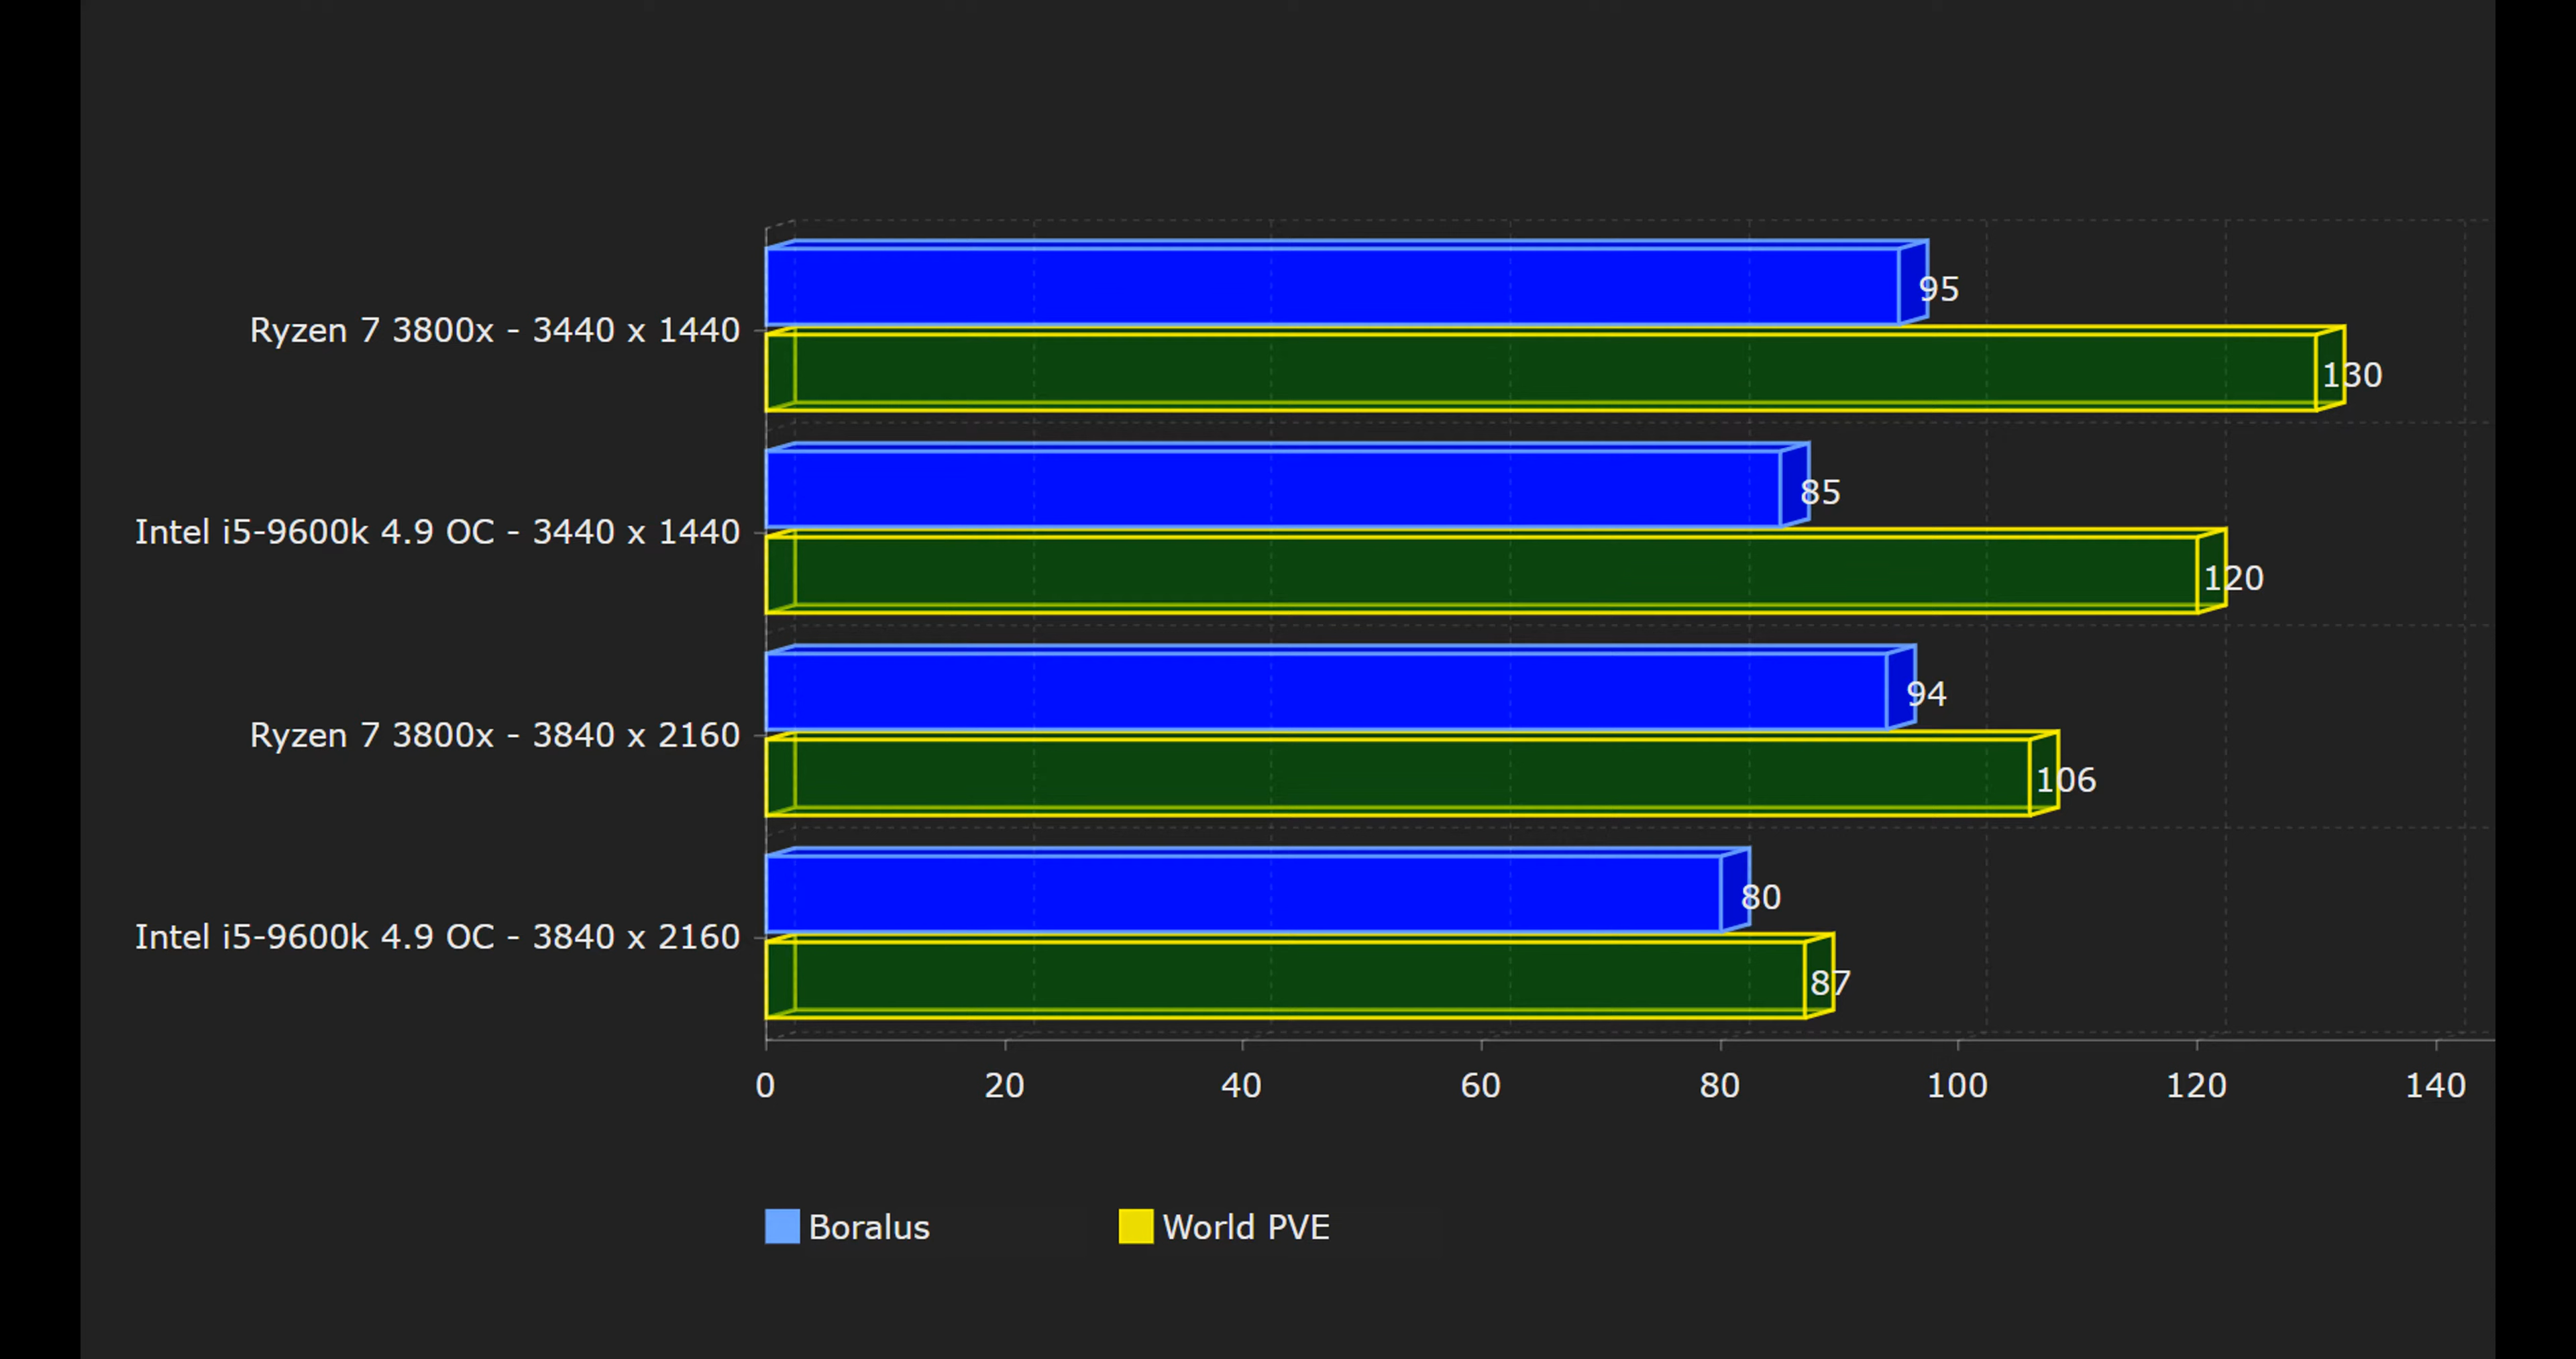 95
Ryzen 7 3800x - 3440 x 1440
130
85
Intel i5-9600k 4.9 OC - 3440 x 1440
120
94
Ryzen 7 3800x - 3840 x 2160
106
80
Intel i5-9600k 4.9 OC - 3840 x 2160
87
0 20 40 60 80 100 120 140
Boralus World PVE